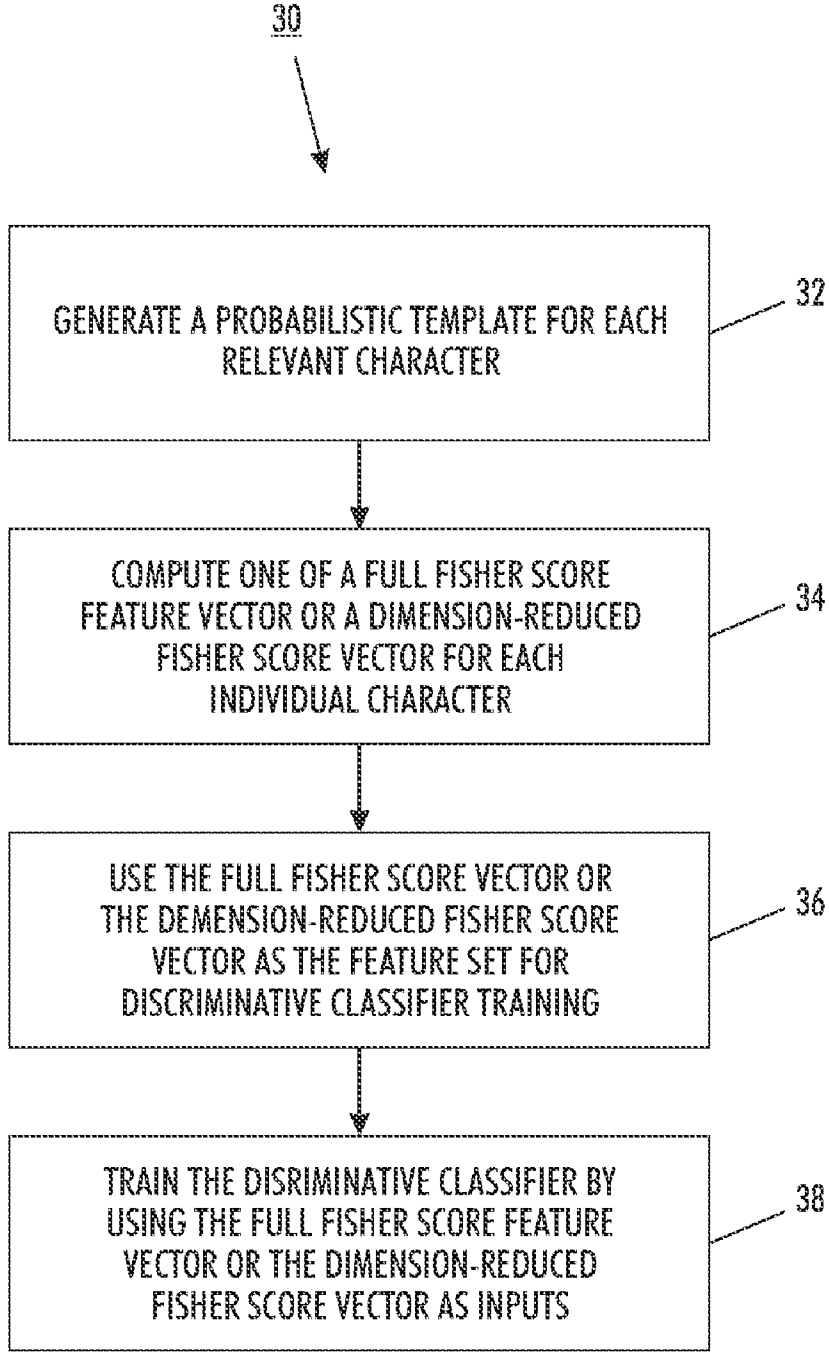 30
GENERATE A PROBABILISTIC TEMPLATE FOR EACH
RELEVANT CHARACTER
32
COMPUTE ONE OF A FULL FISHER SCORE
FEATURE VECTOR OR A DIMENSION-REDUCED
FISHER SCORE VECTOR FOR EACH
INDIVIDUAL CHARACTER
34
USE THE FULL FISHER SCORE VECTOR OR
THE DEMENSION-REDUCED FISHER SCORE
VECTOR AS THE FEATURE SET FOR
DISCRIMINATIVE CLASSIFIER TRAINING
36
TRAIN THE DISRIMINATIVE CLASSIFIER BY
USING THE FULL FISHER SCORE FEATURE
VECTOR OR THE DIMENSION-REDUCED
FISHER SCORE VECTOR AS INPUTS
38